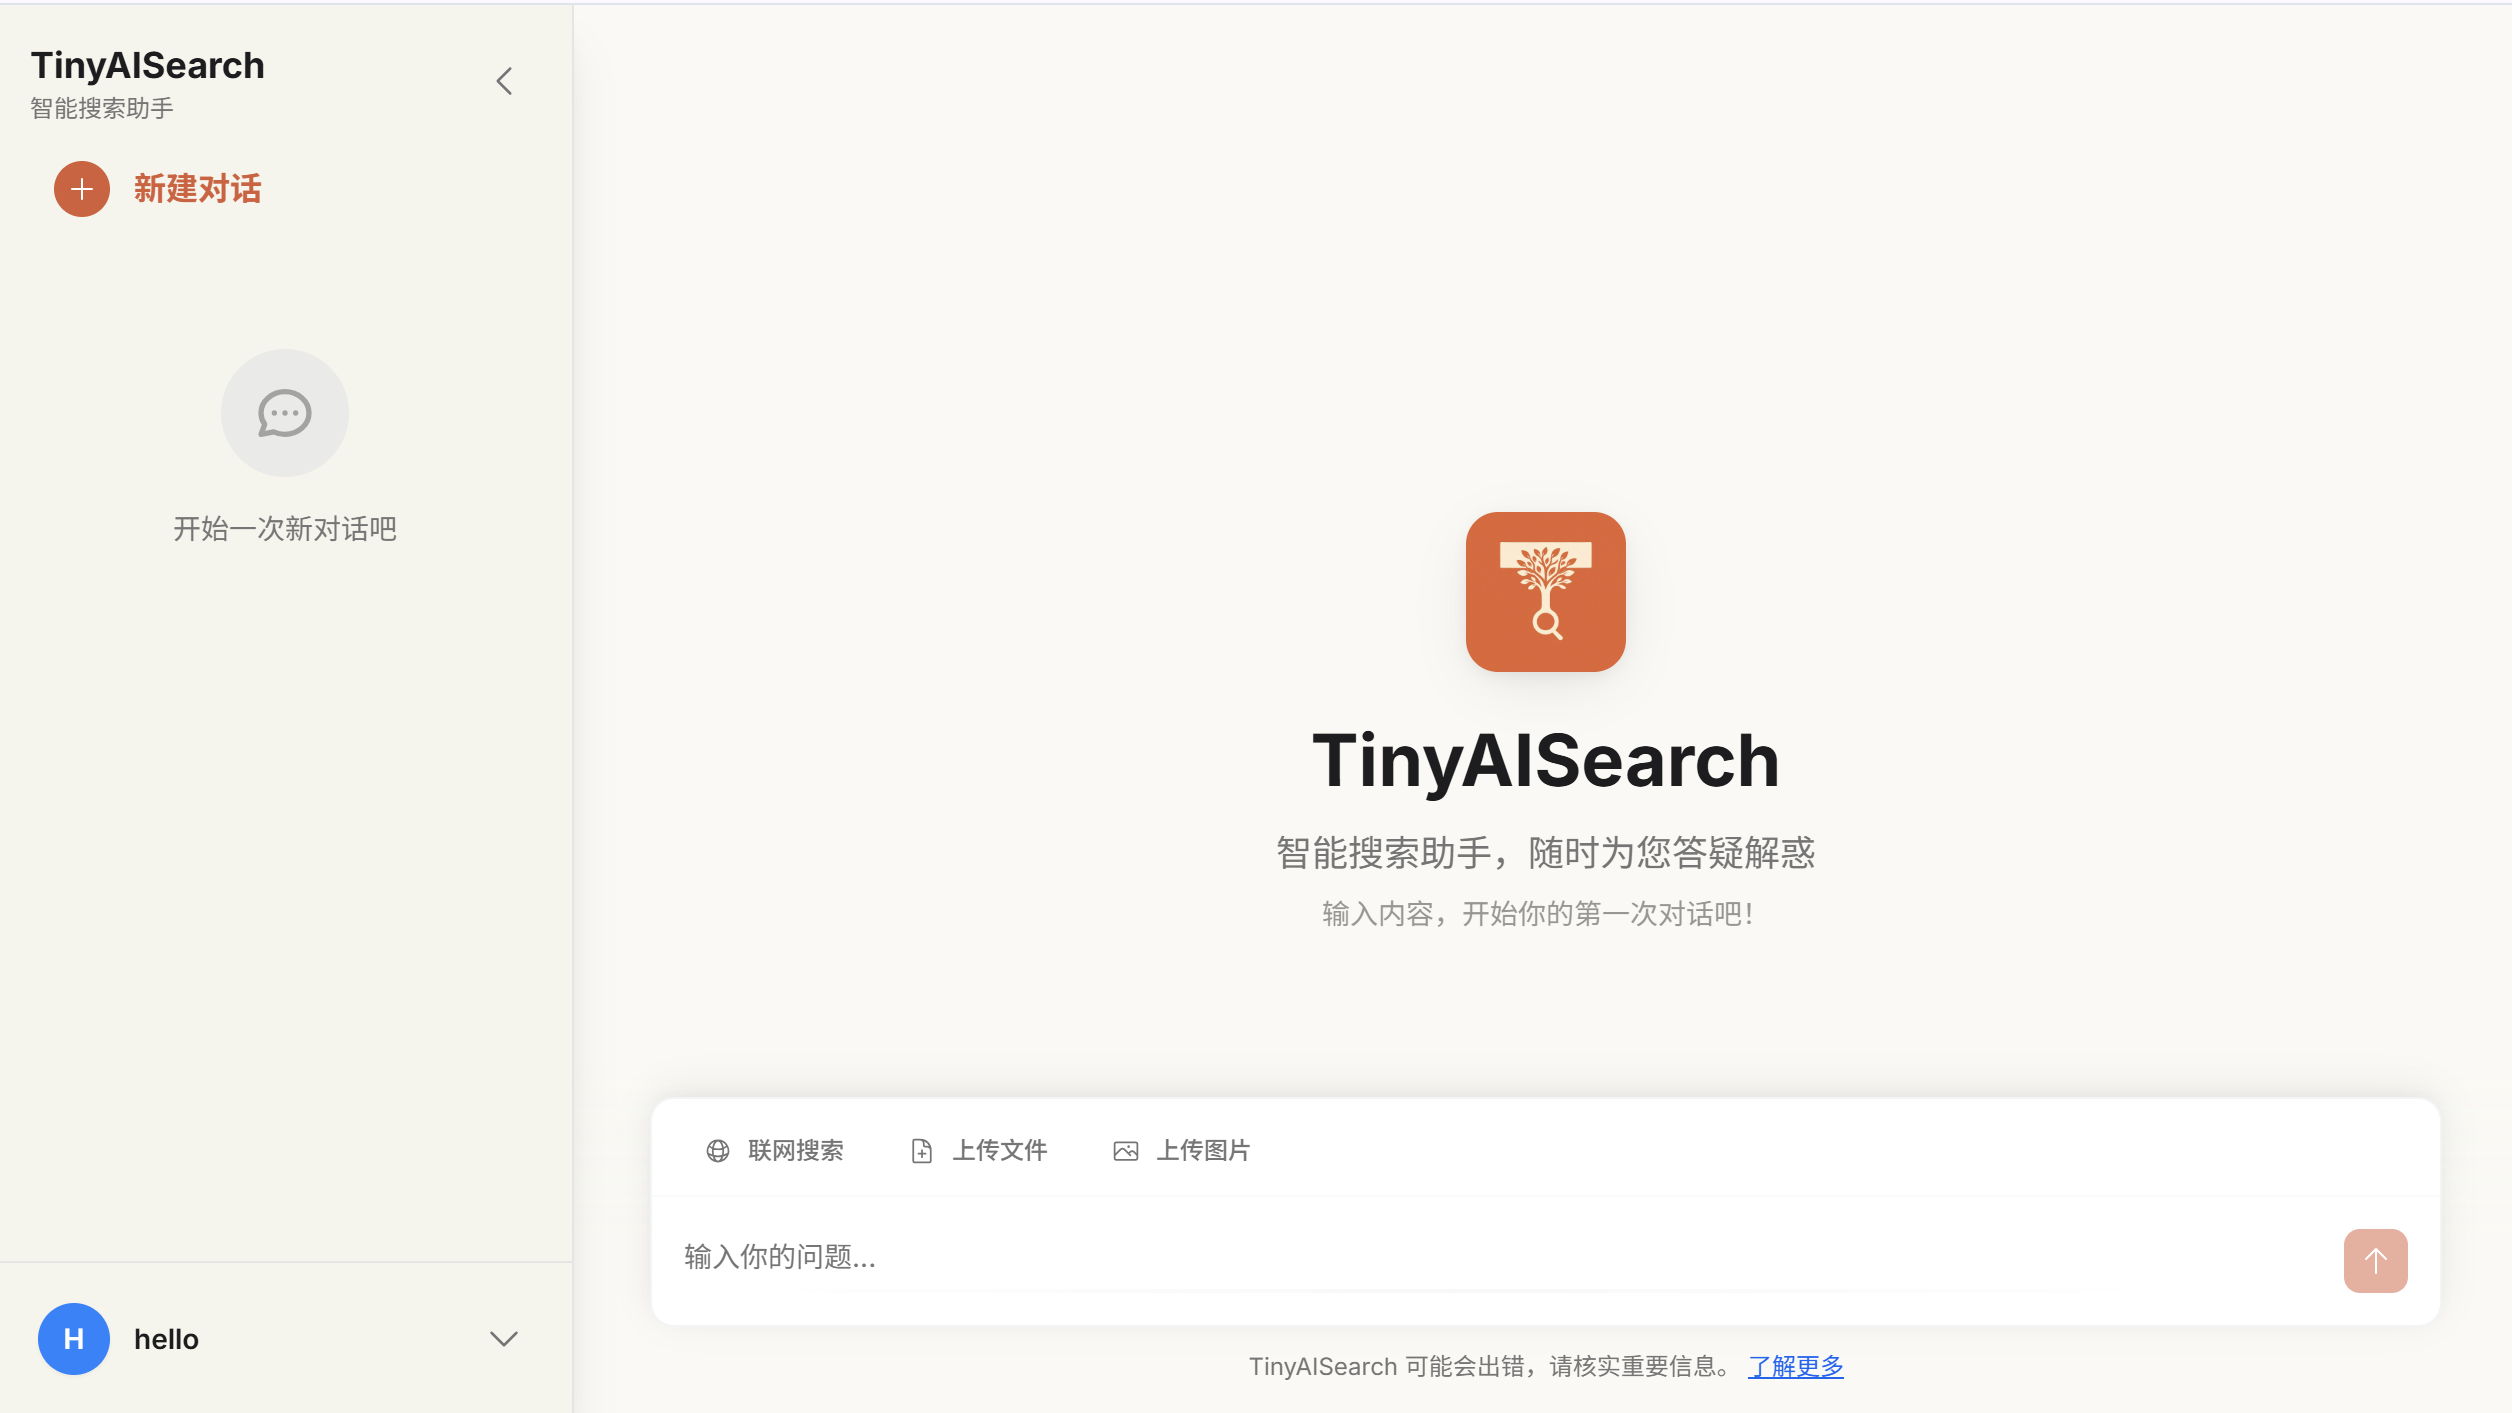 TinyAISearch
智能搜索助手
新建对话
开始一次新对话吧
TinyAISearch
智能搜索助手，随时为您答疑解惑
输入内容，开始你的第一次对话吧！
联网搜索 上传文件 上传图片
输入你的问题...
H hello
TinyAISearch 可能会出错，请核实重要信息。 了解更多